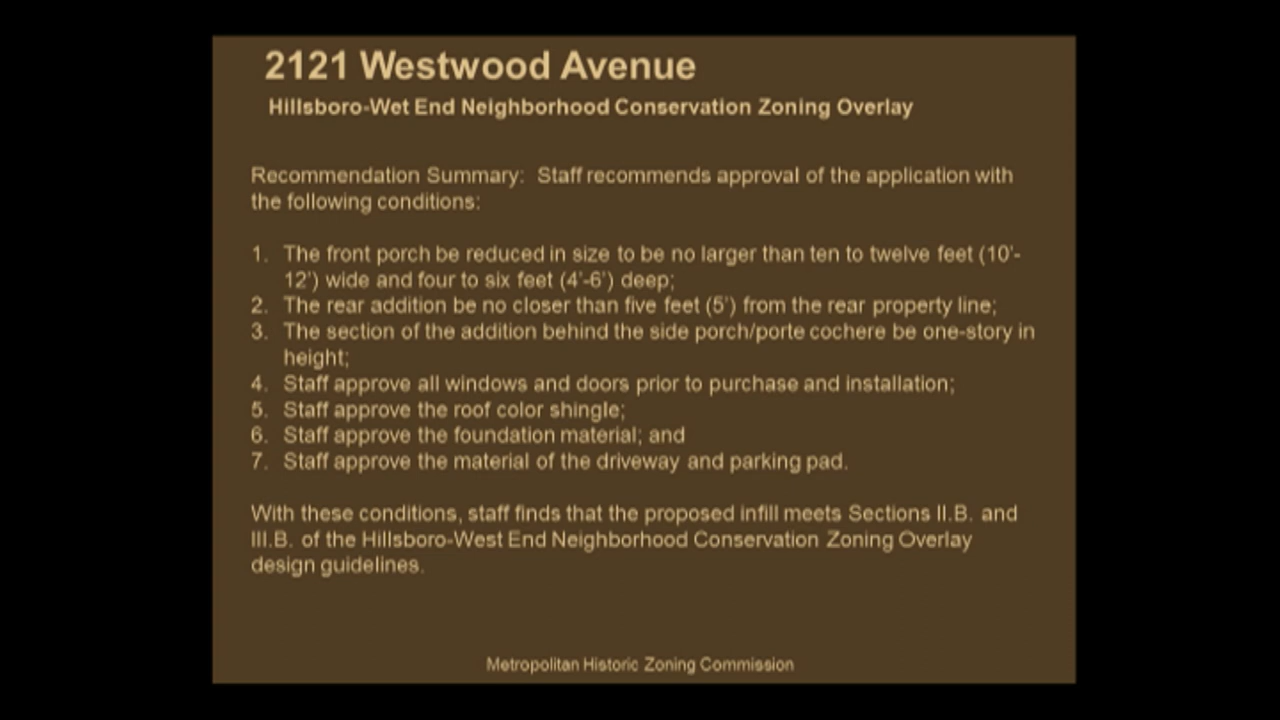 2121 Westwood Avenue
Hillsboro-Wet End Neighborhood Conservation Zoning Overlay
Recommendation Summary: Staff recommends approval of the application with
the following conditions:
1. The front porch be reduced in size to be no larger than ten to twelve feet (10'-
12') wide and four to six feet (4'-6') deep;
2. The rear addition be no closer than five feet (5') from the rear property line;
3. The section of the addition behind the side porch/porte cochere be one-story in
height;
4. Staff approve all windows and doors prior to purchase and installation;
5. Staff approve the roof color shingle;
6. Staff approve the foundation material; and
7. Staff approve the material of the driveway and parking pad.
With these conditions, staff finds that the proposed infill meets Sections II.B. and
III.B. of the Hillsboro-West End Neighborhood Conservation Zoning Overlay
design guidelines.
Metropolitan Historic Zoning Commission